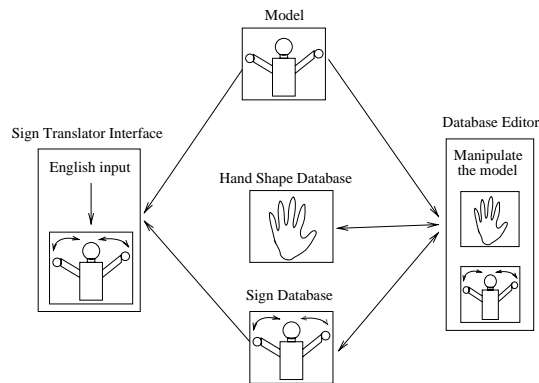 Model
Sign Translator Interface
English input
Hand Shape Database
Sign Database
Database Editor
Manipulate
the model